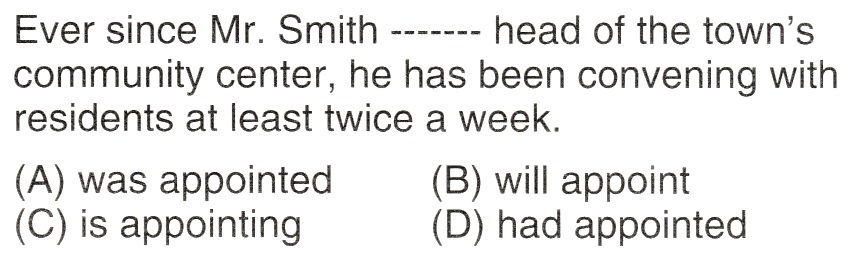 Ever since Mr. Smith ------- head of the town's
community center, he has been convening with
residents at least twice a week.
(A) was appointed (B) will appoint
(C) is appointing (D) had appointed